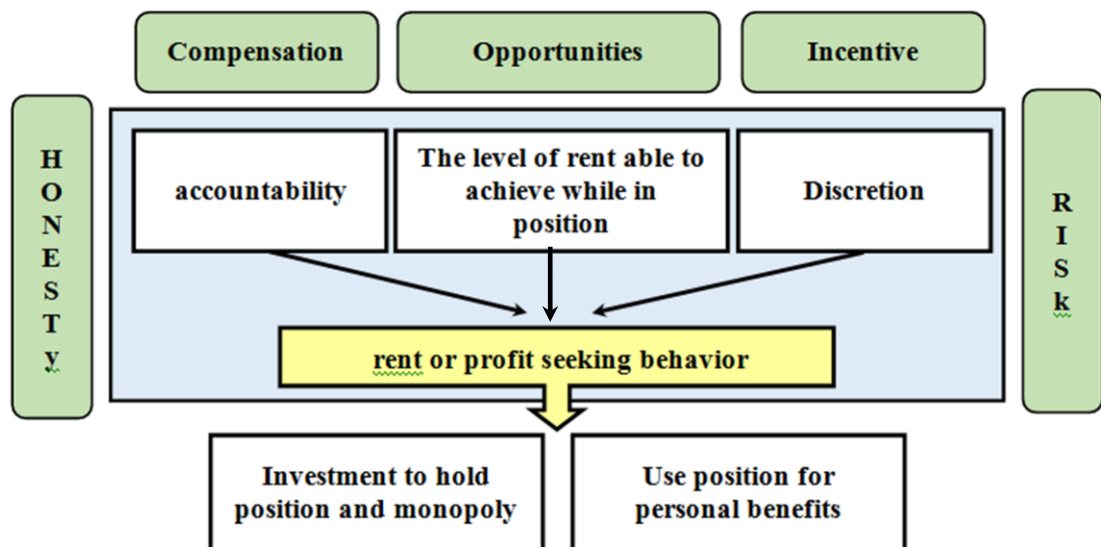 Compensation
Opportunities
Incentive
H
O
N
E
S
T
y
accountability
The level of rent able to
achieve while in
position
Discretion
R
I
S
k
rent or profit seeking behavior
Investment to hold
position and monopoly
Use position for
personal benefits